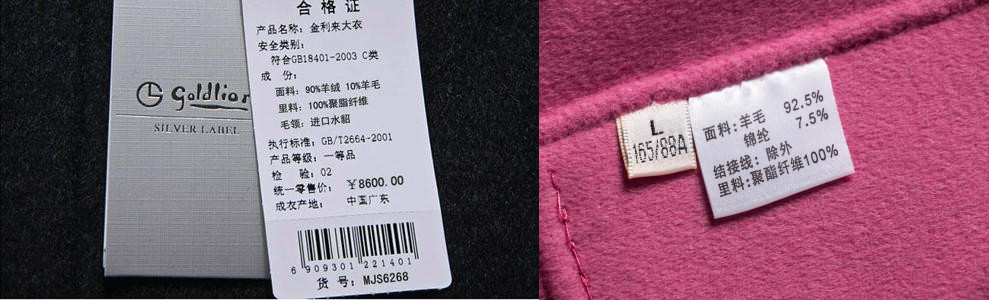 合格证
产品名称：金利来大衣
安全类别：
符合GB18401-2003 C类
成 份：
面料：90%羊绒 10%羊毛
里料：100%聚脂纤维
毛领：进口水貂
执行标准：GB/T2664-2001
产品等级：一等品
检 验：02
统一零售价：￥8600.00
成衣产地：中国广东
6 909301 221401
货 号：MJS6268
goldlion
SILVER LABEL
L
165/88A
面料：羊毛 92.5%
锦纶 7.5%
结接线：除外
里料：聚酯纤维100%